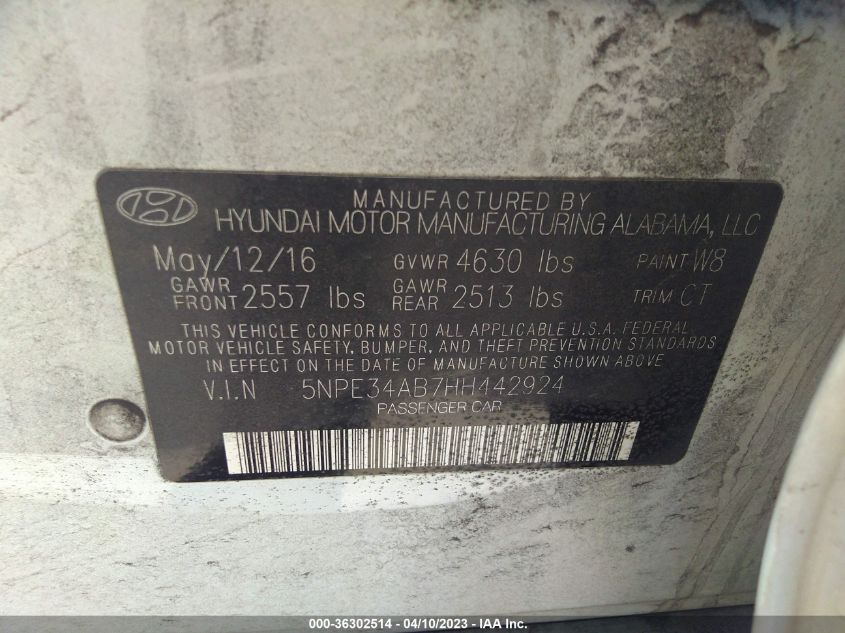 MANUFACTURED BY
HYUNDAI MOTOR MANUFACTURING ALABAMA, LLC
May/12/16 GVWR 4630 lbs PAINT W8
GAWR FRONT 2557 lbs GAWR REAR 2513 lbs TRIM CT
THIS VEHICLE CONFORMS TO ALL APPLICABLE U.S.A. FEDERAL
MOTOR VEHICLE SAFETY, BUMPER, AND THEFT PREVENTION STANDARDS
IN EFFECT ON THE DATE OF MANUFACTURE SHOWN ABOVE.
V.I.N 5NPE34AB7HH442924
PASSENGER CAR
000-36302514 - 04/10/2023 - IAA Inc.